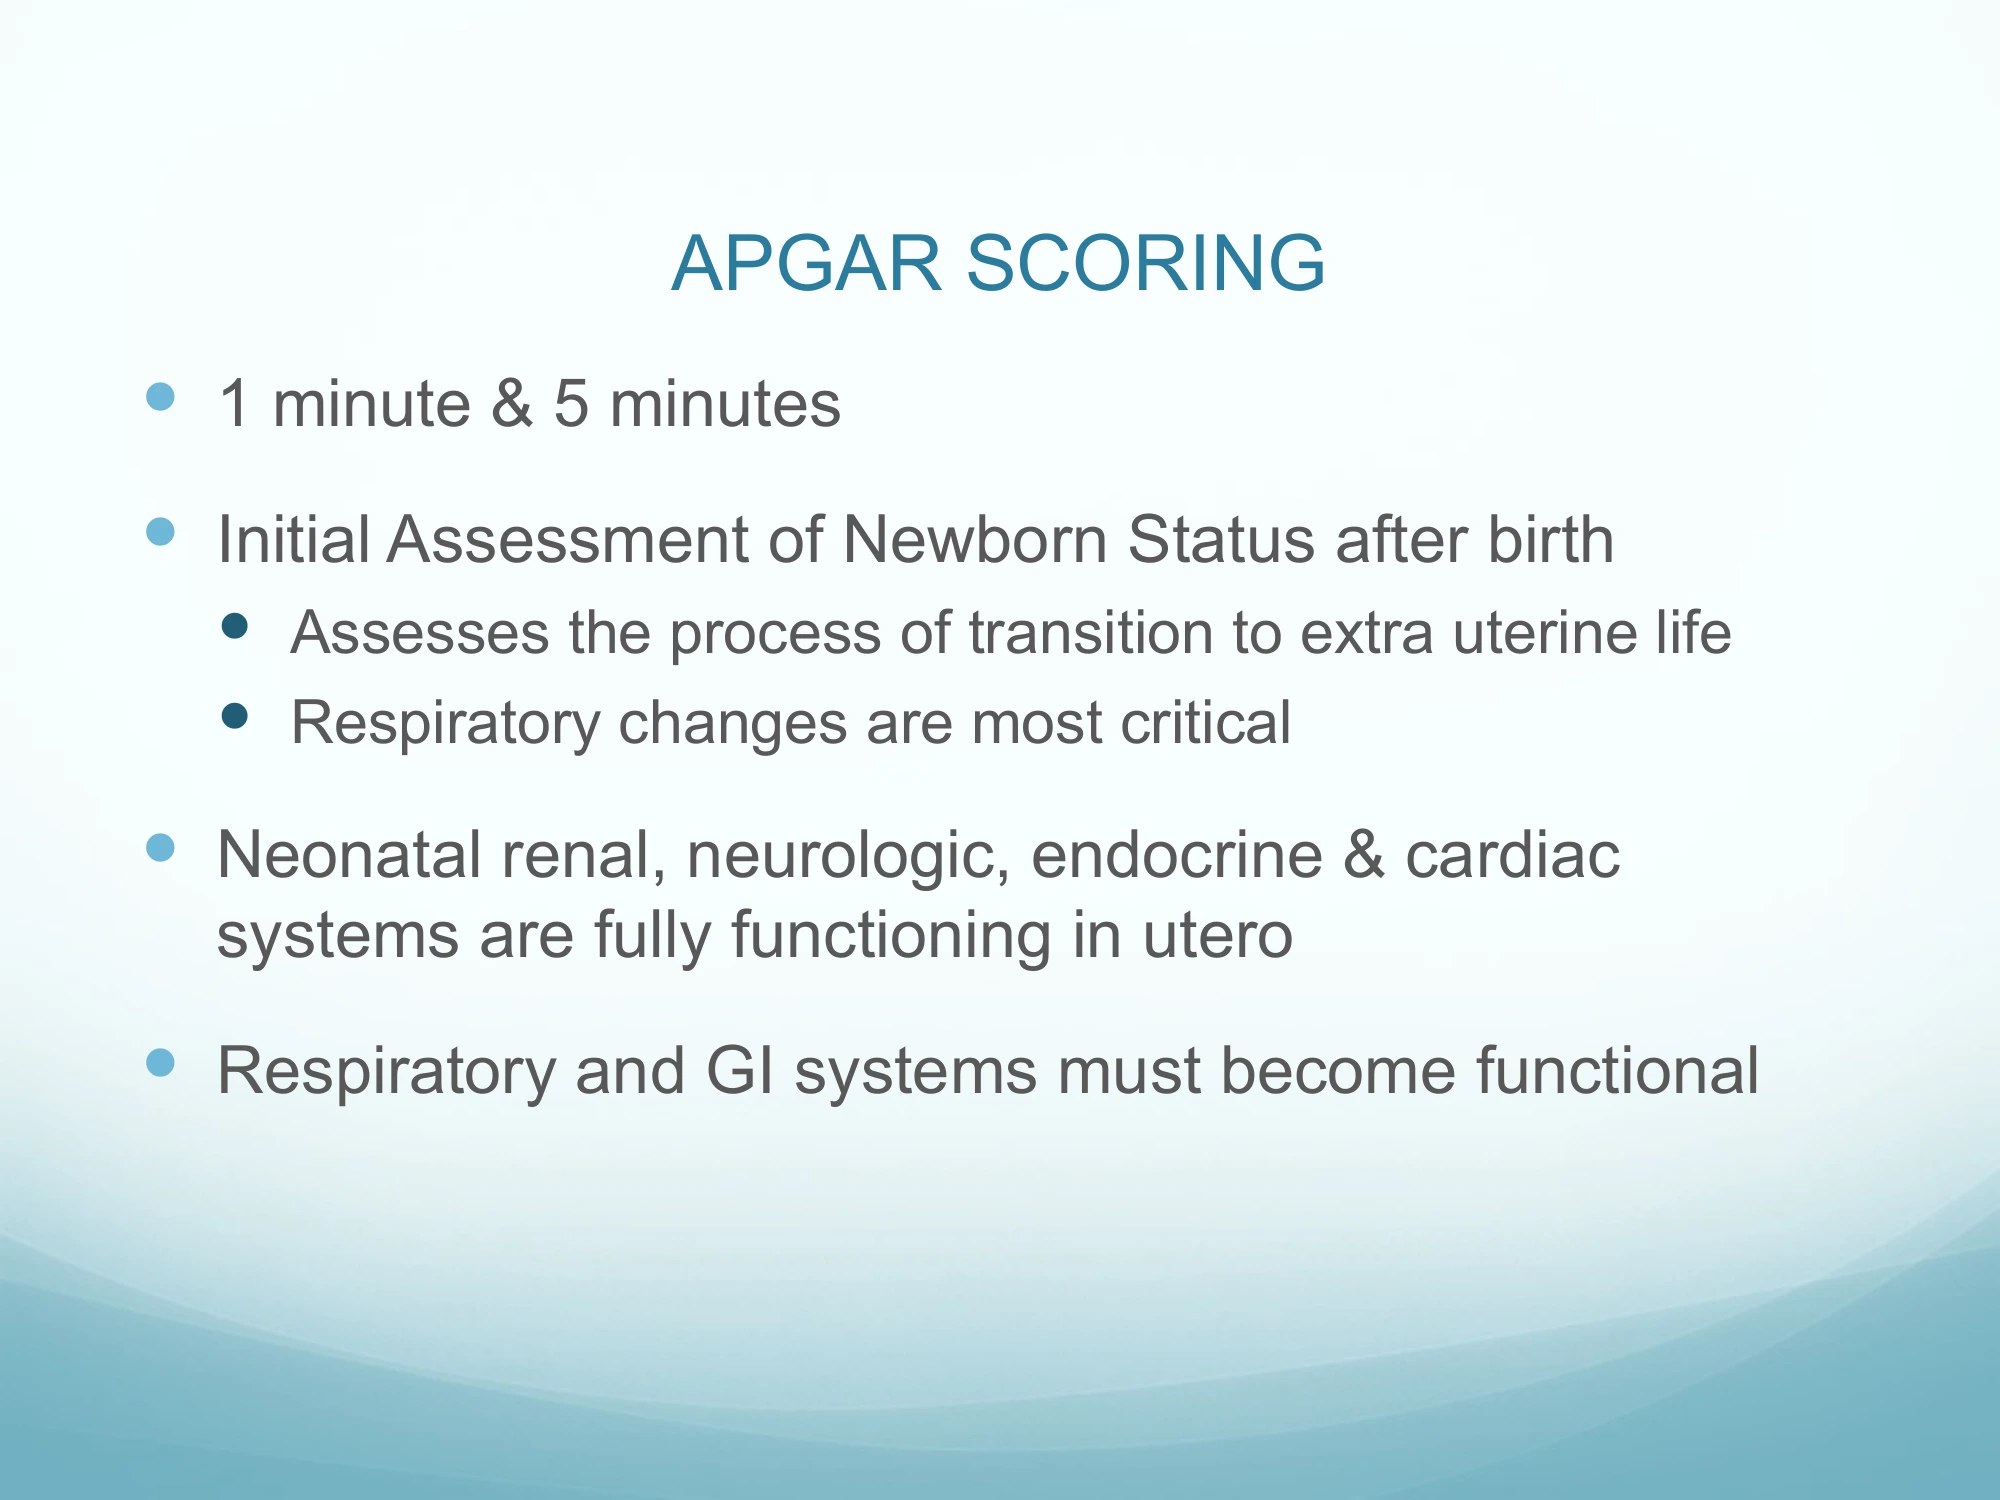 APGAR SCORING
• 1 minute & 5 minutes
• Initial Assessment of Newborn Status after birth
• Assesses the process of transition to extra uterine life
• Respiratory changes are most critical
• Neonatal renal, neurologic, endocrine & cardiac
systems are fully functioning in utero
• Respiratory and GI systems must become functional